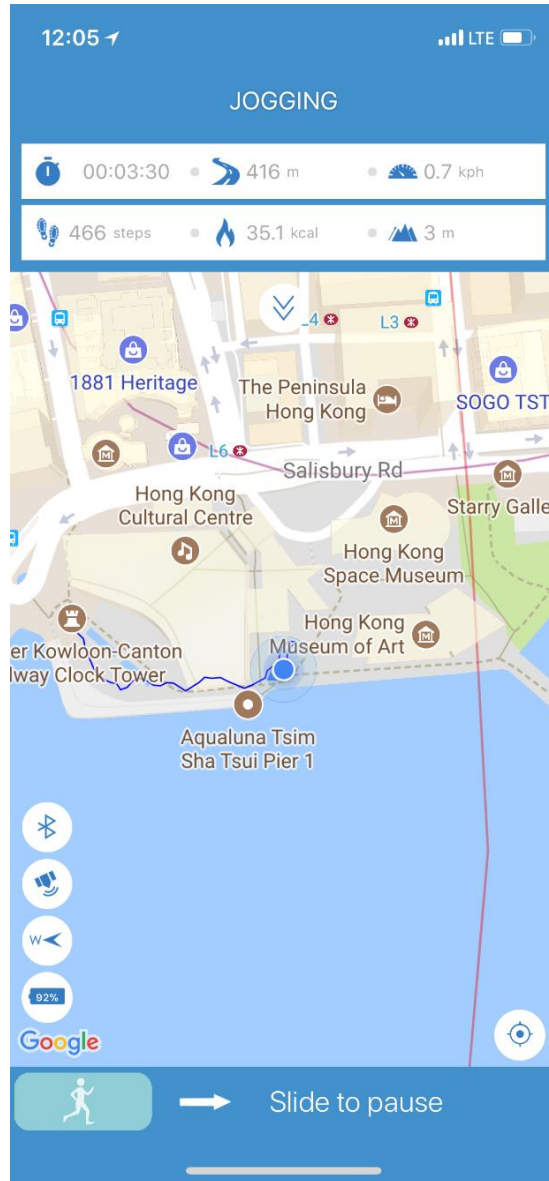 12:05
LTE
JOGGING
00:03:30
416 m
0.7 kph
466 steps
35.1 kcal
3 m
L4
L3
1881 Heritage
The Peninsula
Hong Kong
SOGO TST
L6
Salisbury Rd
Hong Kong
Cultural Centre
Starry Galle
Hong Kong
Space Museum
Hong Kong
Museum of Art
er Kowloon-Canton
lway Clock Tower
Aqualuna Tsim
Sha Tsui Pier 1
W
92%
Google
Slide to pause